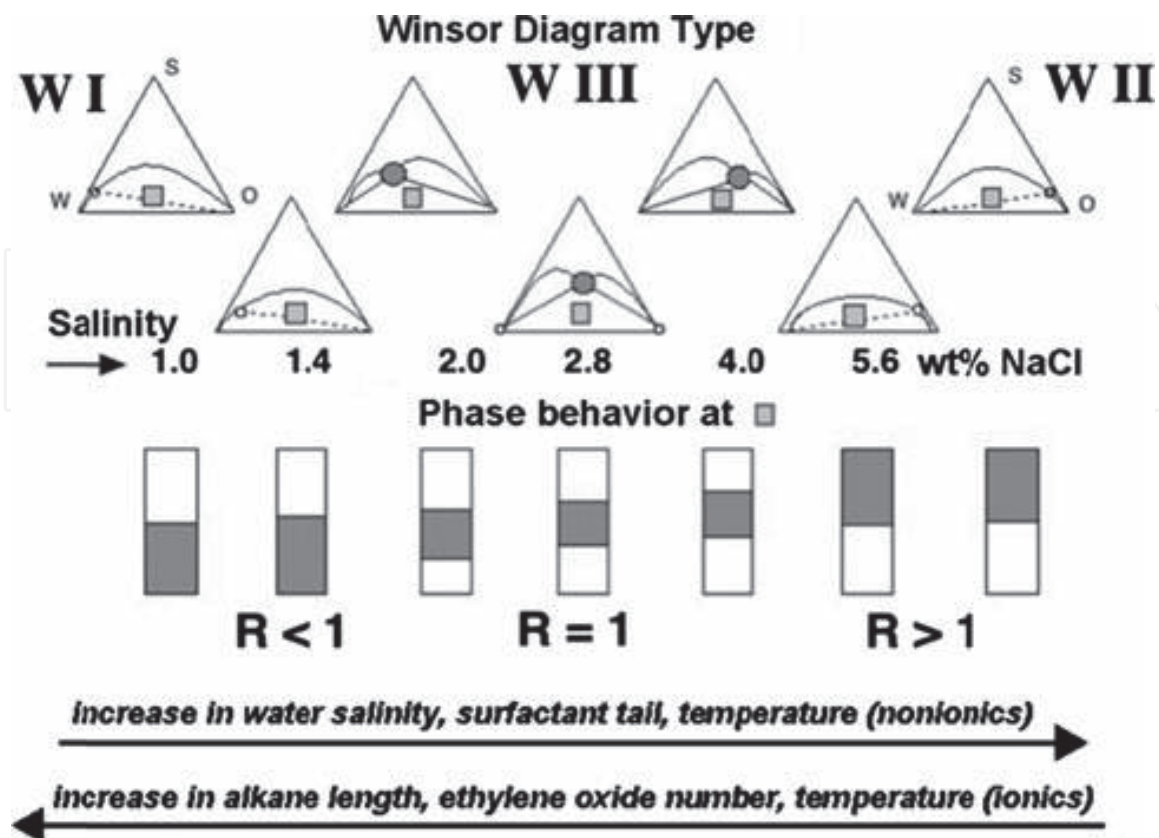 Winsor Diagram Type
W I
W III
W II
S
S
W
O
W
O
Salinity
1.0 1.4 2.0 2.8 4.0 5.6 wt% NaCl
Phase behavior at
R < 1 R = 1 R > 1
increase in water salinity, surfactant tail, temperature (nonionics)
increase in alkane length, ethylene oxide number, temperature (ionics)